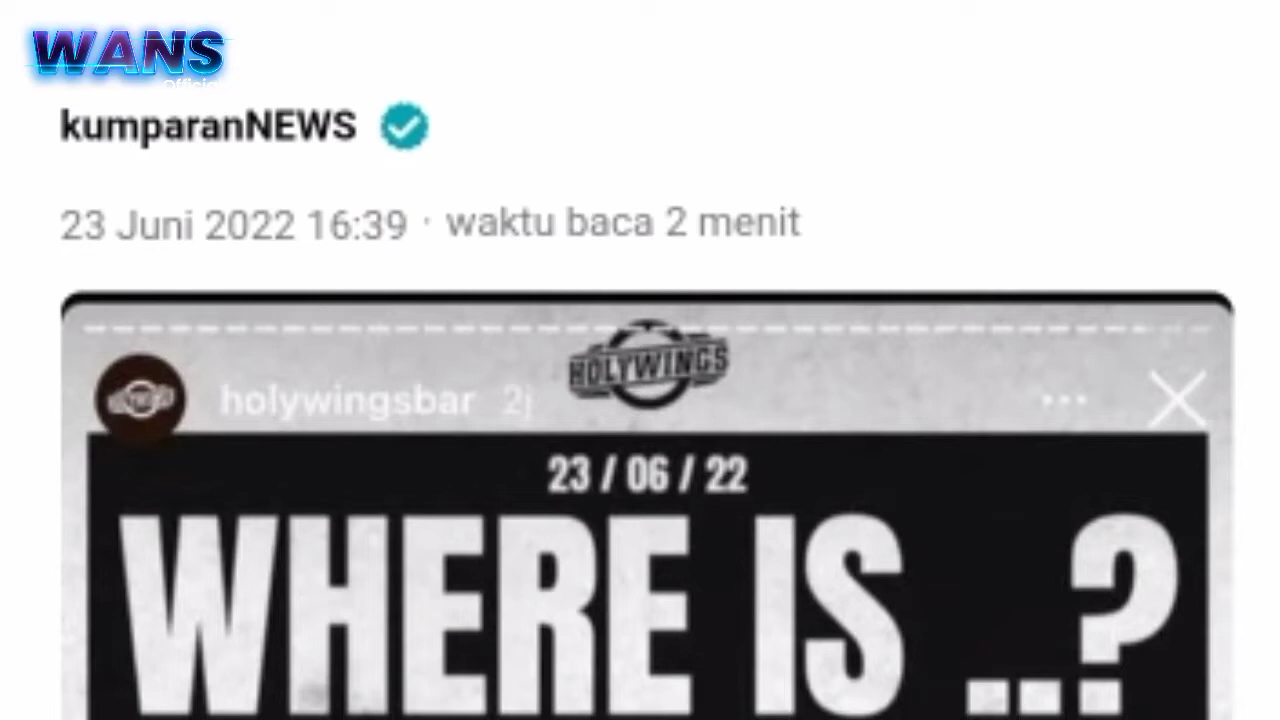 WANS
Official
kumparanNEWS
23 Juni 2022 16:39 · waktu baca 2 menit
HOLYWINGS
holywingsbar 2j
23 / 06 / 22
WHERE IS ...?